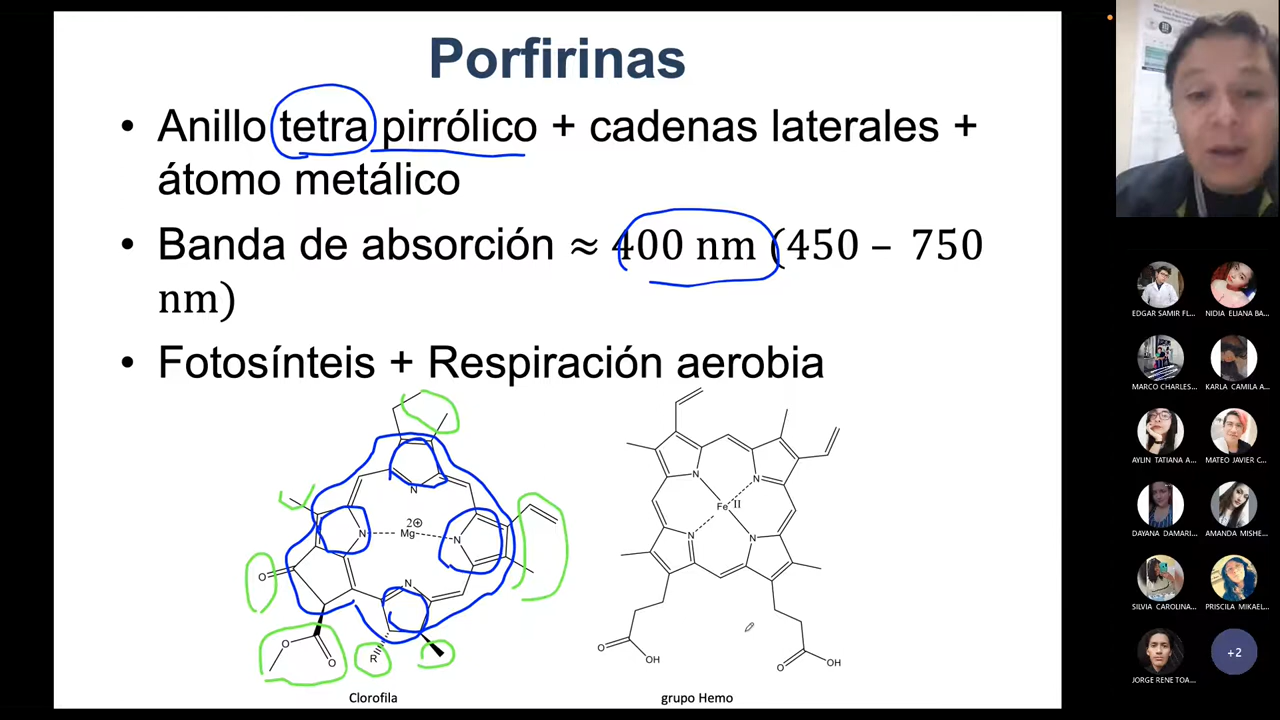 Porfirinas
• Anillo tetra pirrólico + cadenas laterales +
átomo metálico
• Banda de absorción ≈ 400 nm (450 – 750
nm)
• Fotosínteis + Respiración aerobia
N
N
N
N
Mg
2⊕
O
O
O
R
Clorofila
N
N
N
N
Fe
II
O
OH
O
OH
grupo Hemo
EDGAR SAMIR FL...
NIDIA ELIANA BA...
MARCO CHARLES...
KARLA CAMILA A...
AYLIN TATIANA A...
MATEO JAVIER C...
DAYANA DAMARI...
AMANDA MISHE...
SILVIA CAROLINA...
PRISCILA MIKAEL...
JORGE RENE TOA...
+2